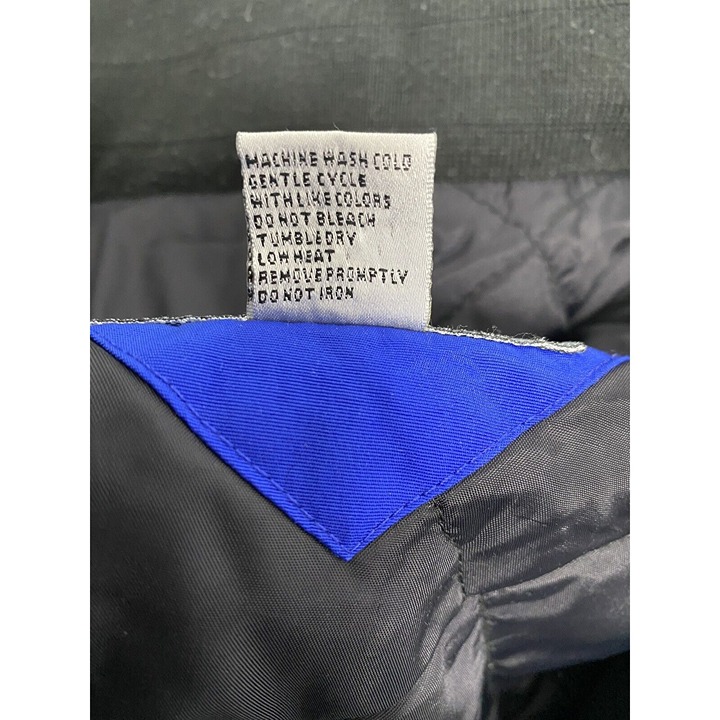 MACHINE WASH COLD
GENTLE CYCLE
WITH LIKE COLORS
DO NOT BLEACH
TUMBLE DRY
LOW HEAT
REMOVE PROMPTLY
DO NOT IRON